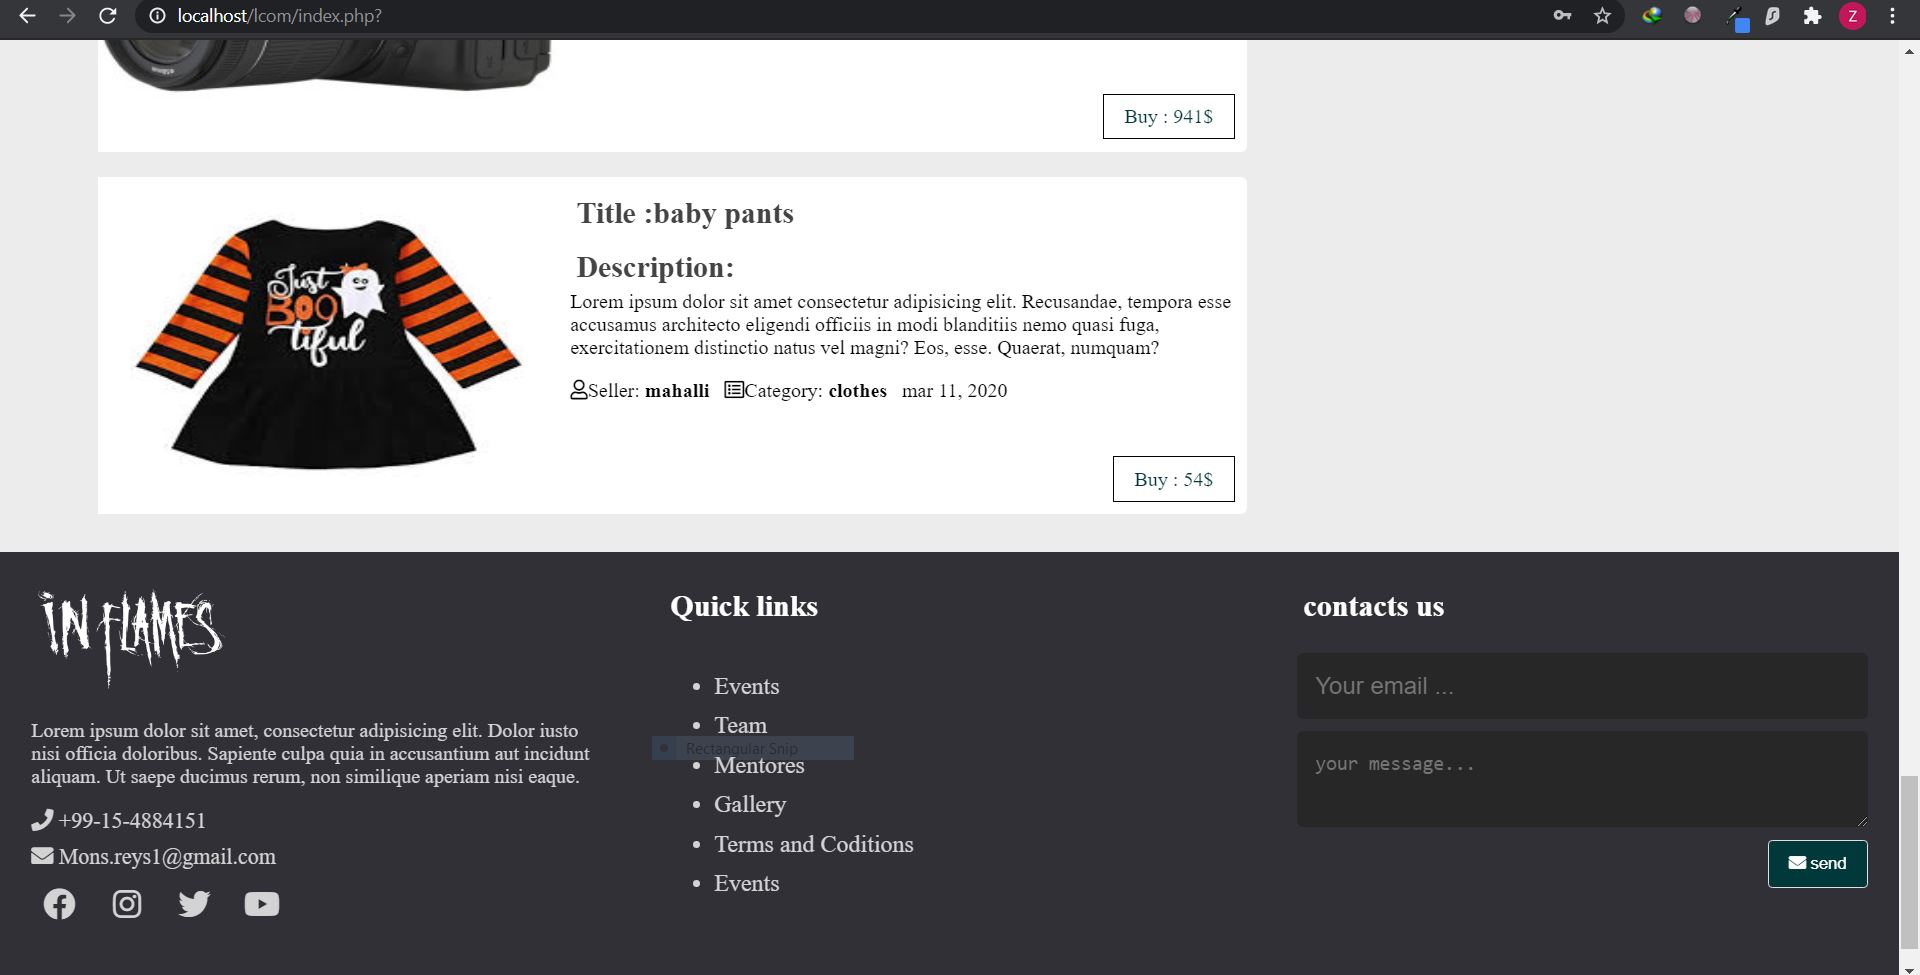 localhost/lcom/index.php?
Z
Buy : 941$
Just
BOO
tiful
Title :baby pants
Description:
Lorem ipsum dolor sit amet consectetur adipisicing elit. Recusandae, tempora esse
accusamus architecto eligendi officiis in modi blanditiis nemo quasi fuga,
exercitationem distinctio natus vel magni? Eos, esse. Quaerat, numquam?
Seller: mahalli Category: clothes mar 11, 2020
Buy : 54$
IN FLAMES
Lorem ipsum dolor sit amet, consectetur adipisicing elit. Dolor iusto
nisi officia doloribus. Sapiente culpa quia in accusantium aut incidunt
aliquam. Ut saepe ducimus rerum, non similique aperiam nisi eaque.
+99-15-4884151
Mons.reys1@gmail.com
Quick links
Events
Team
Rectangular Snip
Mentores
Gallery
Terms and Coditions
Events
contacts us
Your email ...
your message...
send